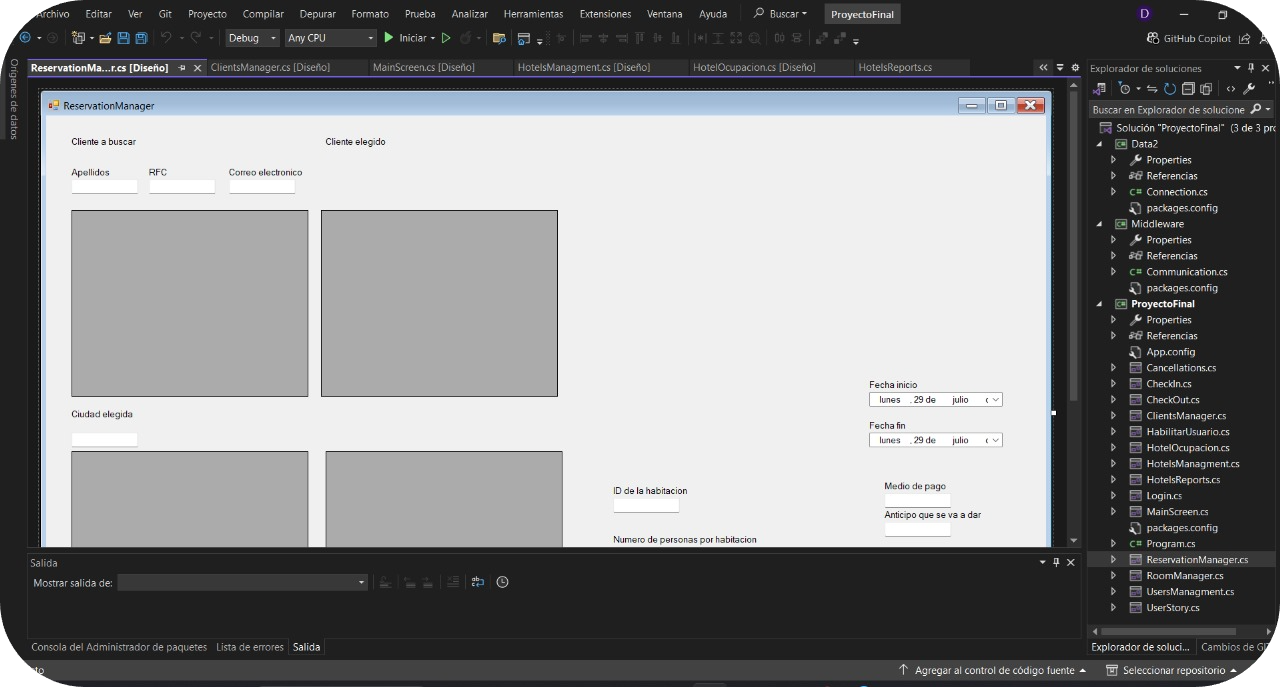 Archivo Editar Ver Git Proyecto Compilar Depurar Formato Prueba Analizar Herramientas Extensiones Ventana Ayuda Buscar ProyectoFinal D
Debug Any CPU Iniciar GitHub Copilot
Orígenes de datos
ReservationMa...r.cs [Diseño] ClientsManager.cs [Diseño] MainScreen.cs [Diseño] HotelsManagment.cs [Diseño] HotelOcupacion.cs [Diseño] HotelsReports.cs
ReservationManager
Cliente a buscar Cliente elegido
Apellidos RFC Correo electronico
Ciudad elegida
Fecha inicio
lunes , 29 de julio
Fecha fin
lunes , 29 de julio
ID de la habitacion
Medio de pago
Anticipo que se va a dar
Numero de personas por habitacion
Salida
Mostrar salida de:
Consola del Administrador de paquetes Lista de errores Salida
Explorador de soluciones
Buscar en Explorador de solucione
Solución "ProyectoFinal" (3 de 3 pro
Data2
Properties
Referencias
C# Connection.cs
packages.config
Middleware
Properties
Referencias
C# Communication.cs
packages.config
ProyectoFinal
Properties
Referencias
App.config
Cancellations.cs
CheckIn.cs
CheckOut.cs
ClientsManager.cs
HabilitarUsuario.cs
HotelOcupacion.cs
HotelsManagment.cs
HotelsReports.cs
Login.cs
MainScreen.cs
packages.config
C# Program.cs
ReservationManager.cs
RoomManager.cs
UsersManagment.cs
UserStory.cs
Explorador de soluci... Cambios de GI
Agregar al control de código fuente Seleccionar repositorio